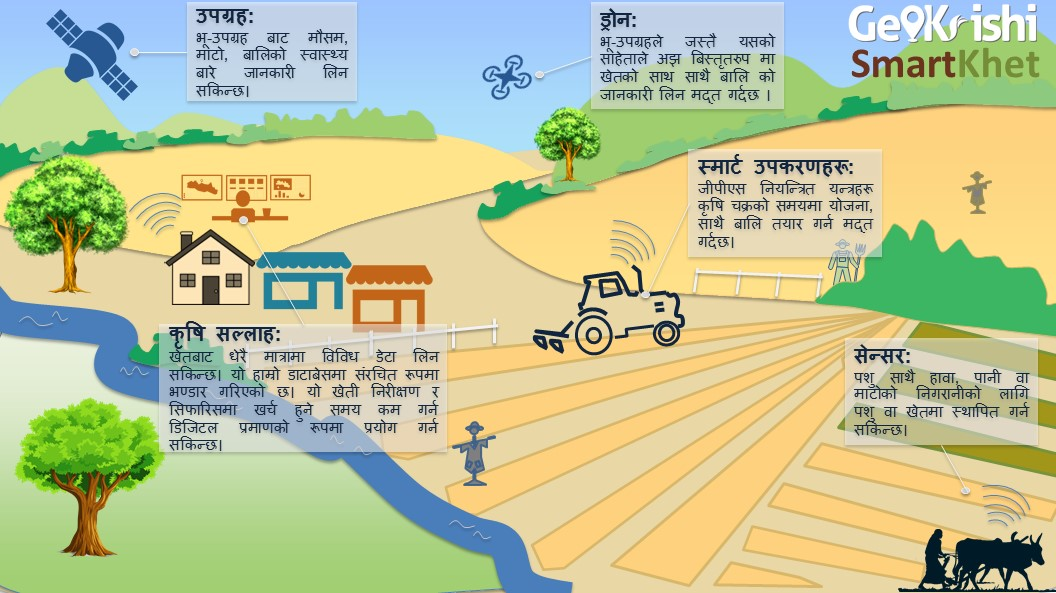 उपग्रह:
भू-उपग्रह बाट मौसम,
माटो, बालिको स्वास्थ्य
बारे जानकारी लिन
सकिन्छ।
ड्रोन:
भू-उपग्रहले जस्तै यसको
साहेताले अझ बिस्तृतरुप मा
खेतको साथ साथै बालि को
जानकारी लिन मद्त गर्दछ ।
GeoKrishi
SmartKhet
स्मार्ट उपकरणहरू:
जीपीएस नियन्त्रित यन्त्रहरू
कृषि चक्रको समयमा योजना,
साथै बालि तयार गर्न मद्त
गर्दछ।
कृषि सल्लाह:
खेतबाट धेरै मात्रामा विविध डेटा लिन
सकिन्छ। यो हामो डाटाबेसमा संरचित रूपमा
भण्डार गरिएको छ। यो खेती निरीक्षण र
सिफारिसमा खर्च हुने समय कम गर्न
डिजिटल प्रमाणको रूपमा प्रयोग गर्न
सकिन्छ।
सेन्सर:
पशु साथै हावा, पानी वा
माटोको निगरानीको लागि
पशु वा खेतमा स्थापित गर्न
सकिन्छ।